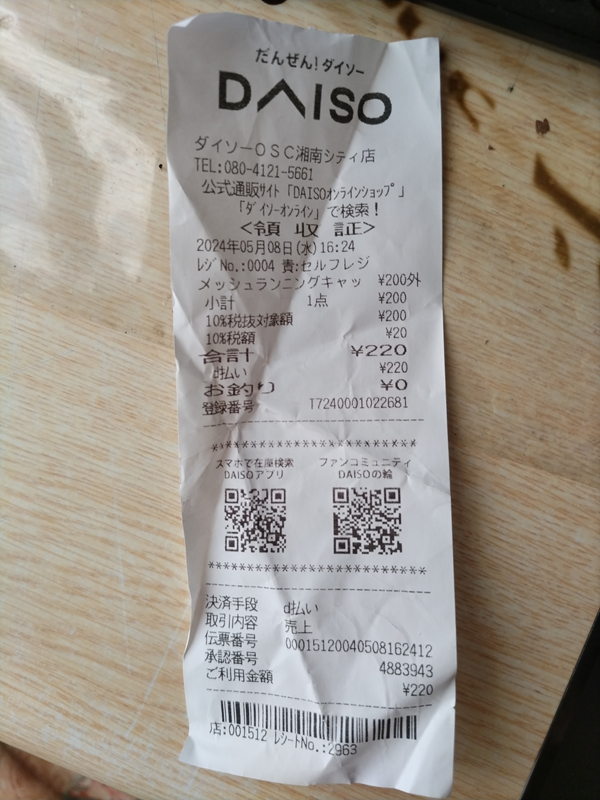 だんぜん!ダイソー
DAISO
ダイソーOSC湘南シティ店
TEL:080-4121-5661
公式通販サイト「DAISOオンラインショップ」
「ダイソーオンライン」で検索!
<領収証>
2024年05月08日(水)16:24
レジNo.:0004 責:セルフレジ
メッシュランニングキャッ ¥200外
小計 1点 ¥200
10%税抜対象額 ¥200
10%税額 ¥20
合計 ¥220
d払い ¥220
お釣り ¥0
登録番号 T7240001022681
スマホで在庫検索 ファンコミュニティ
DAISOアプリ DAISOの輪
決済手段 d払い
取引内容 売上
伝票番号 00015120040508162412
承認番号 4883943
ご利用金額 ¥220
店:001512 レシートNo.:2963